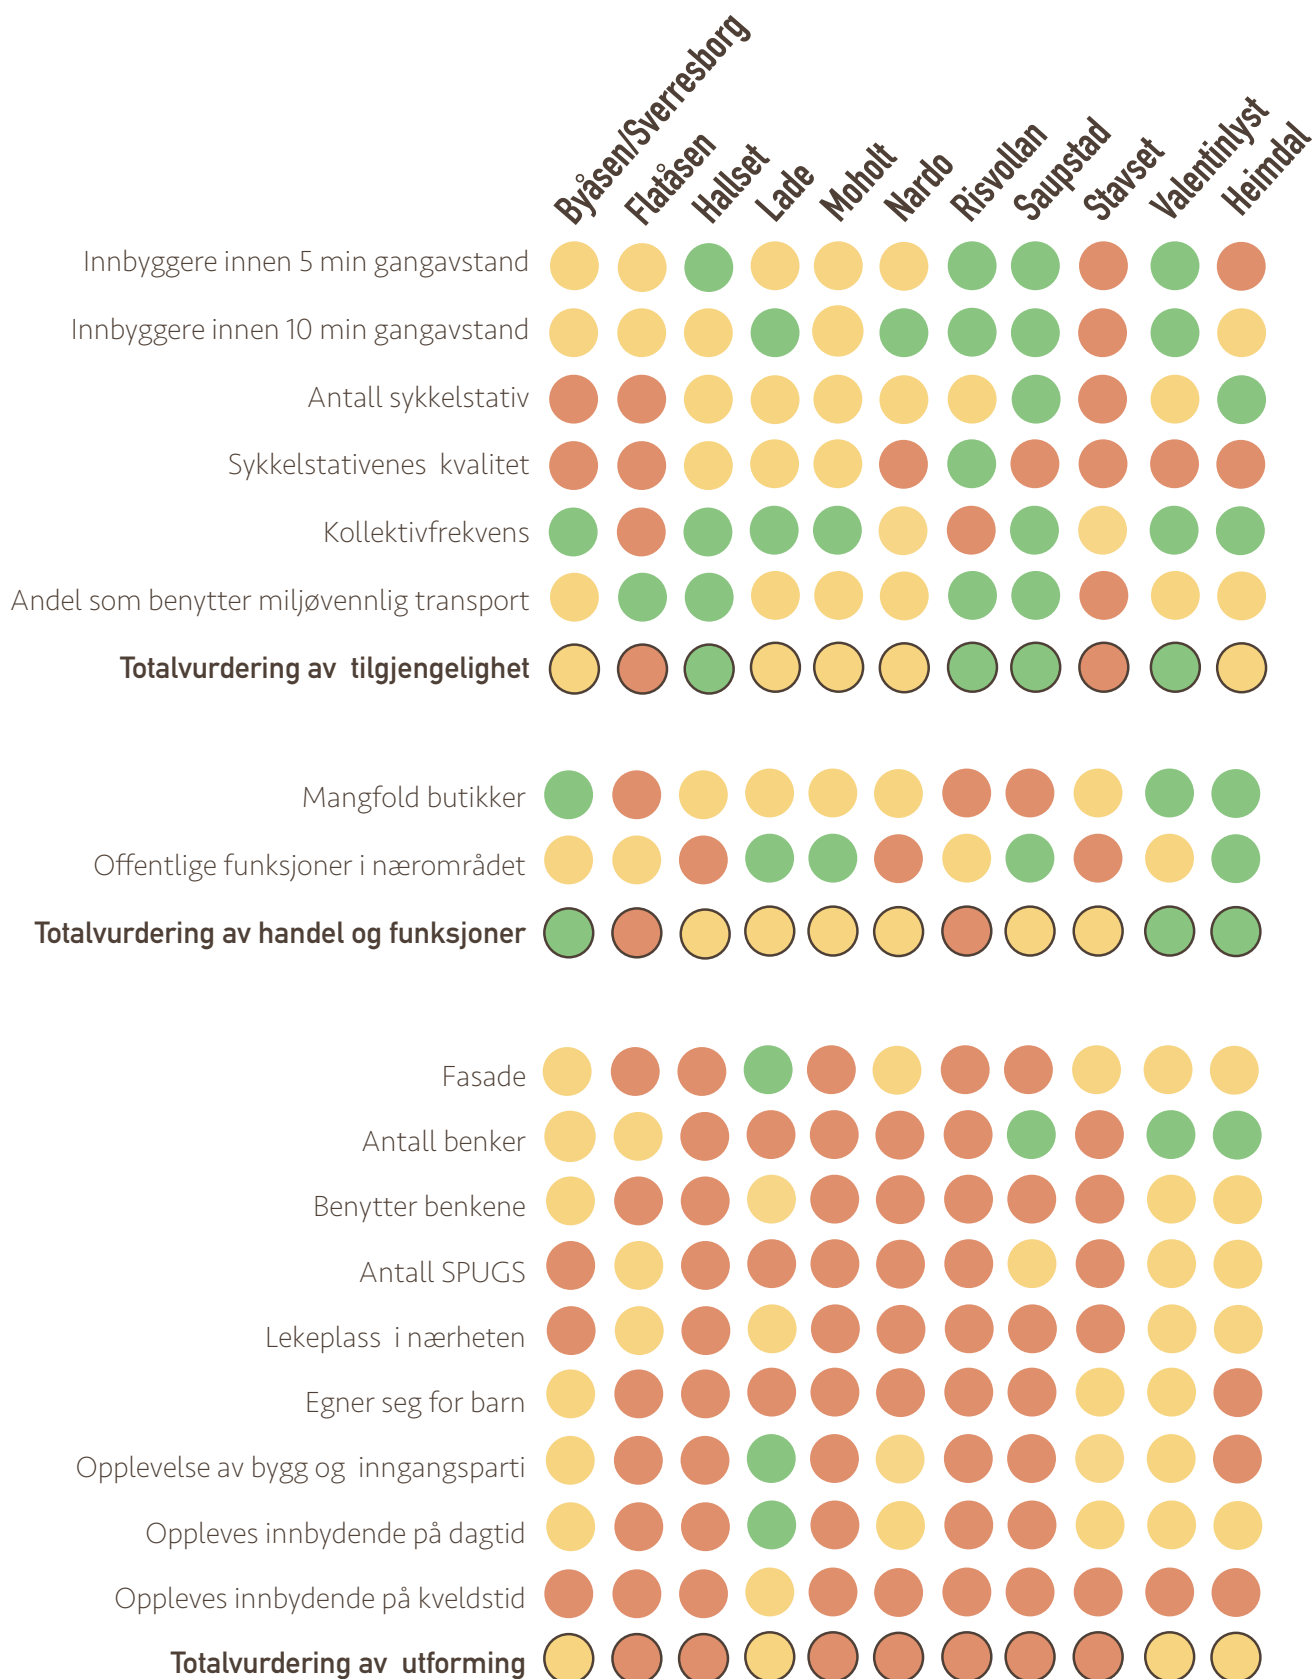 Byåsen/Sverresborg
Flatåsen
Hallset
Lade
Moholt
Nardo
Risvollan
Saupstad
Stavset
Valentinlyst
Heimdal
Innbyggere innen 5 min gangavstand
Innbyggere innen 10 min gangavstand
Antall sykkelstativ
Sykkelstativenes kvalitet
Kollektivfrekvens
Andel som benytter miljøvennlig transport
Totalvurdering av tilgjengelighet
Mangfold butikker
Offentlige funksjoner i nærområdet
Totalvurdering av handel og funksjoner
Fasade
Antall benker
Benytter benkene
Antall SPUGS
Lekeplass i nærheten
Egner seg for barn
Opplevelse av bygg og inngangsparti
Oppleves innbydende på dagtid
Oppleves innbydende på kveldstid
Totalvurdering av utforming